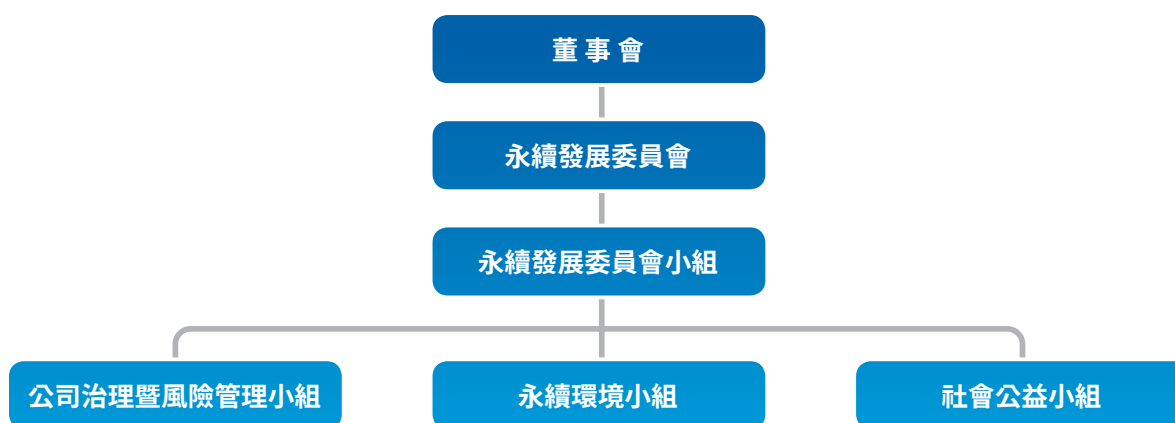 董事會
永續發展委員會
永續發展委員會小組
公司治理暨風險管理小組
永續環境小組
社會公益小組